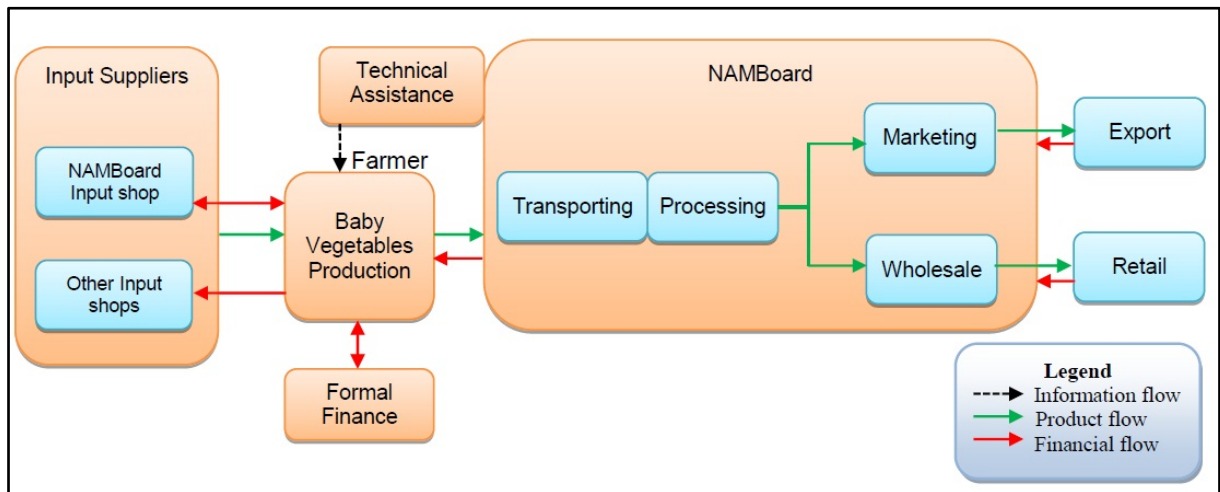 Input Suppliers
NAMBoard
Input shop
Other Input
shops
Technical
Assistance
Farmer
Baby
Vegetables
Production
Formal
Finance
NAMBoard
Transporting
Processing
Marketing
Wholesale
Export
Retail
Legend
Information flow
Product flow
Financial flow